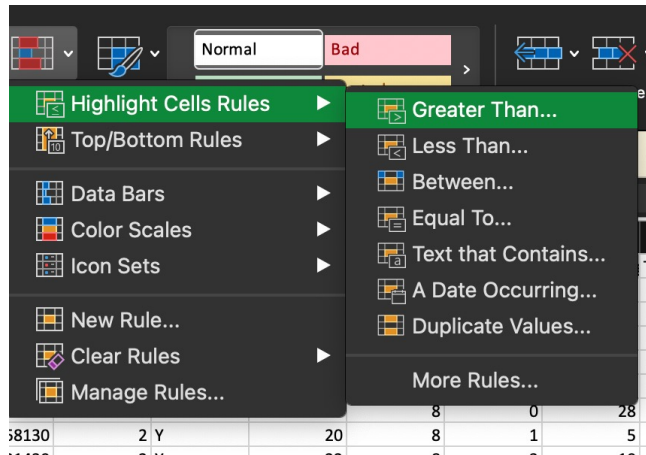 Normal
Bad
Highlight Cells Rules
Top/Bottom Rules
Data Bars
Color Scales
Icon Sets
New Rule...
Clear Rules
Manage Rules...
Greater Than...
Less Than...
Between...
Equal To...
Text that Contains...
A Date Occurring...
Duplicate Values...
More Rules...
8 0 28
58130 2 Y 20 8 1 5